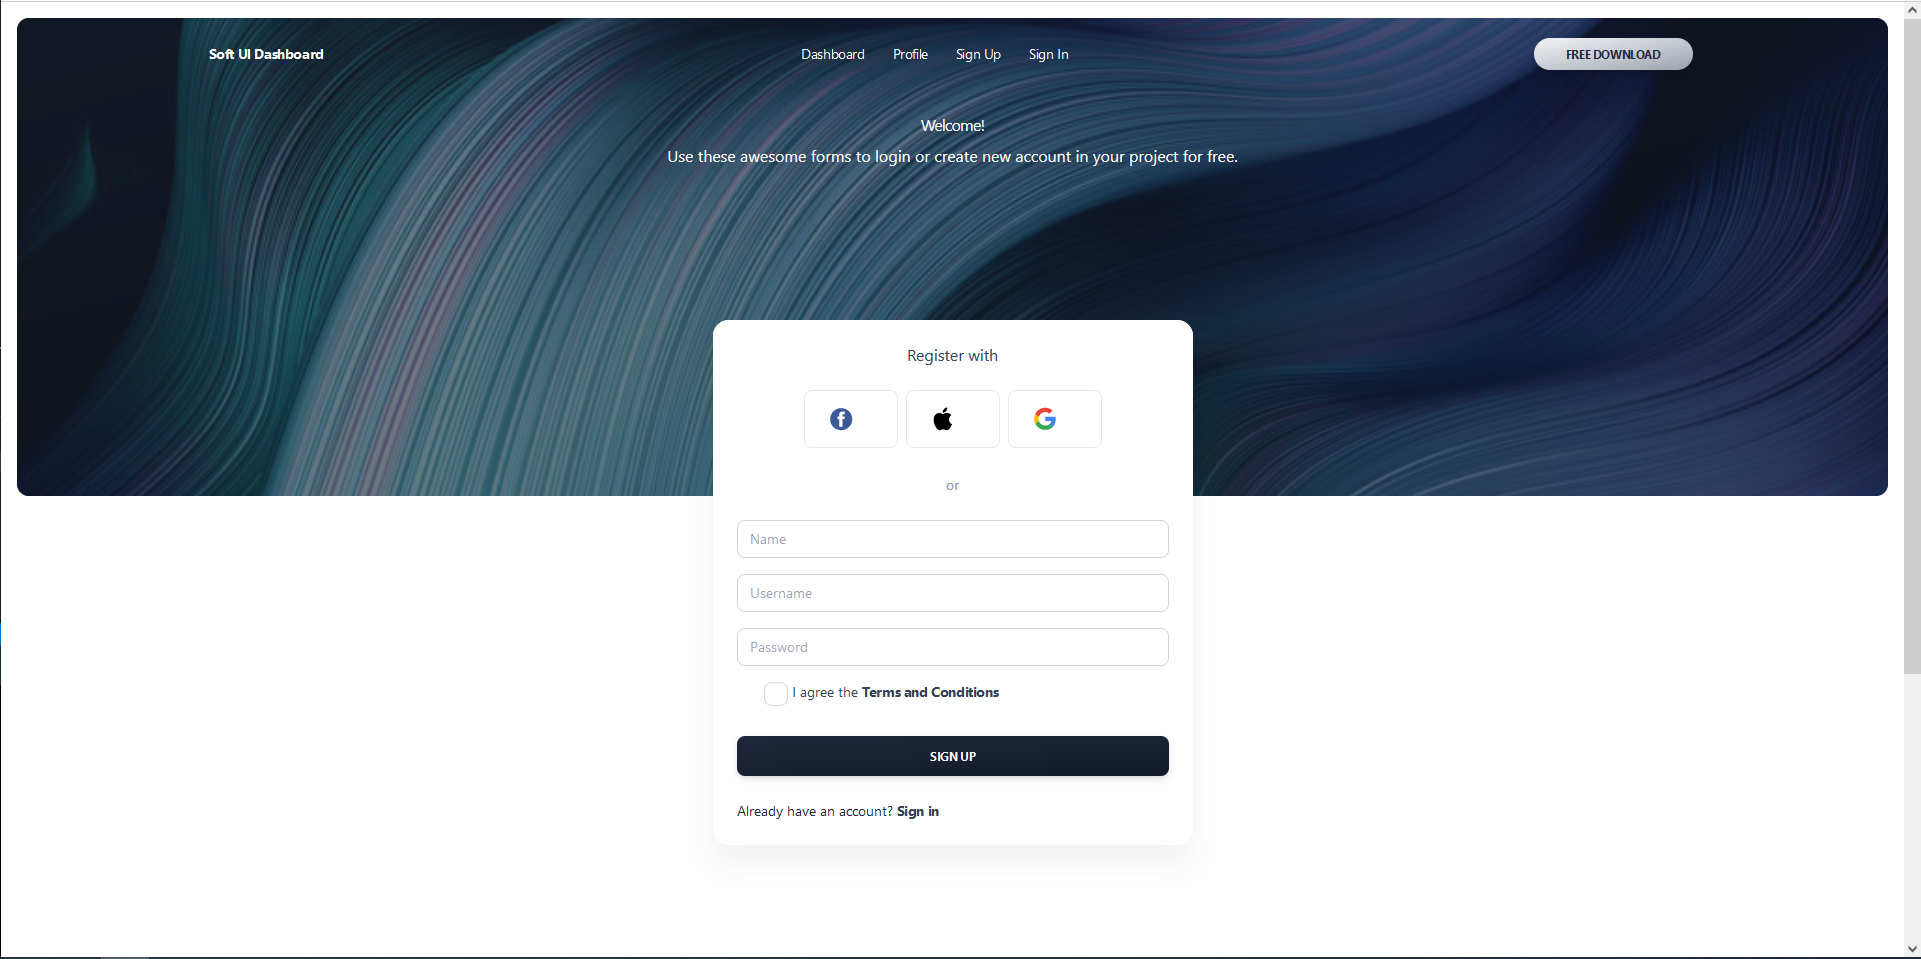 Soft UI Dashboard Dashboard Profile Sign Up Sign In FREE DOWNLOAD
Welcome!
Use these awesome forms to login or create new account in your project for free.
Register with
or
Name
Username
Password
I agree the Terms and Conditions
SIGN UP
Already have an account? Sign in